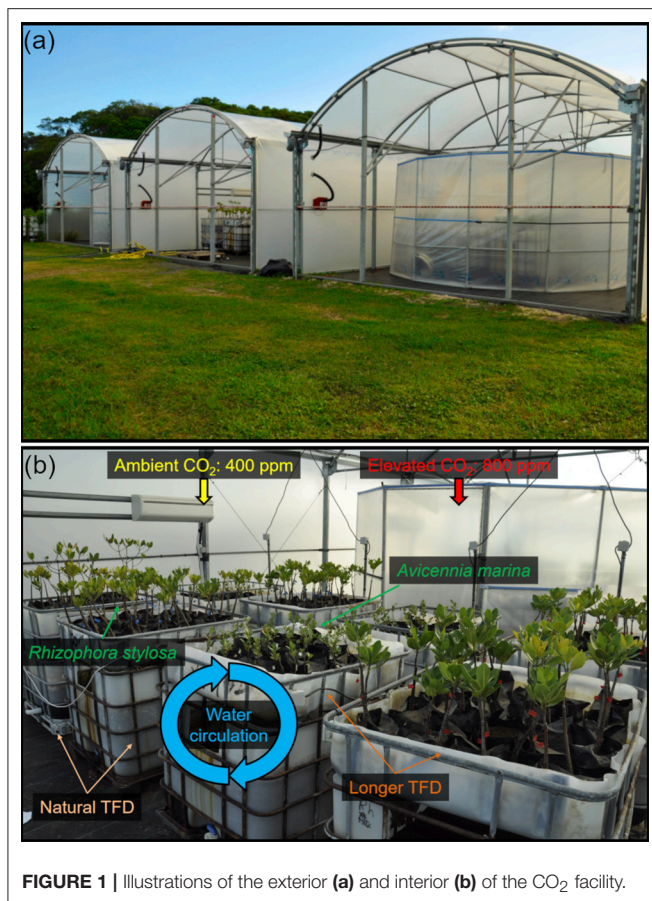 (a)
(b)
Ambient CO₂: 400 ppm
Elevated CO₂: 800 ppm
Avicennia marina
Rhizophora stylosa
Water
circulation
Longer TFD
Natural TFD
FIGURE 1 | Illustrations of the exterior (a) and interior (b) of the CO₂ facility.